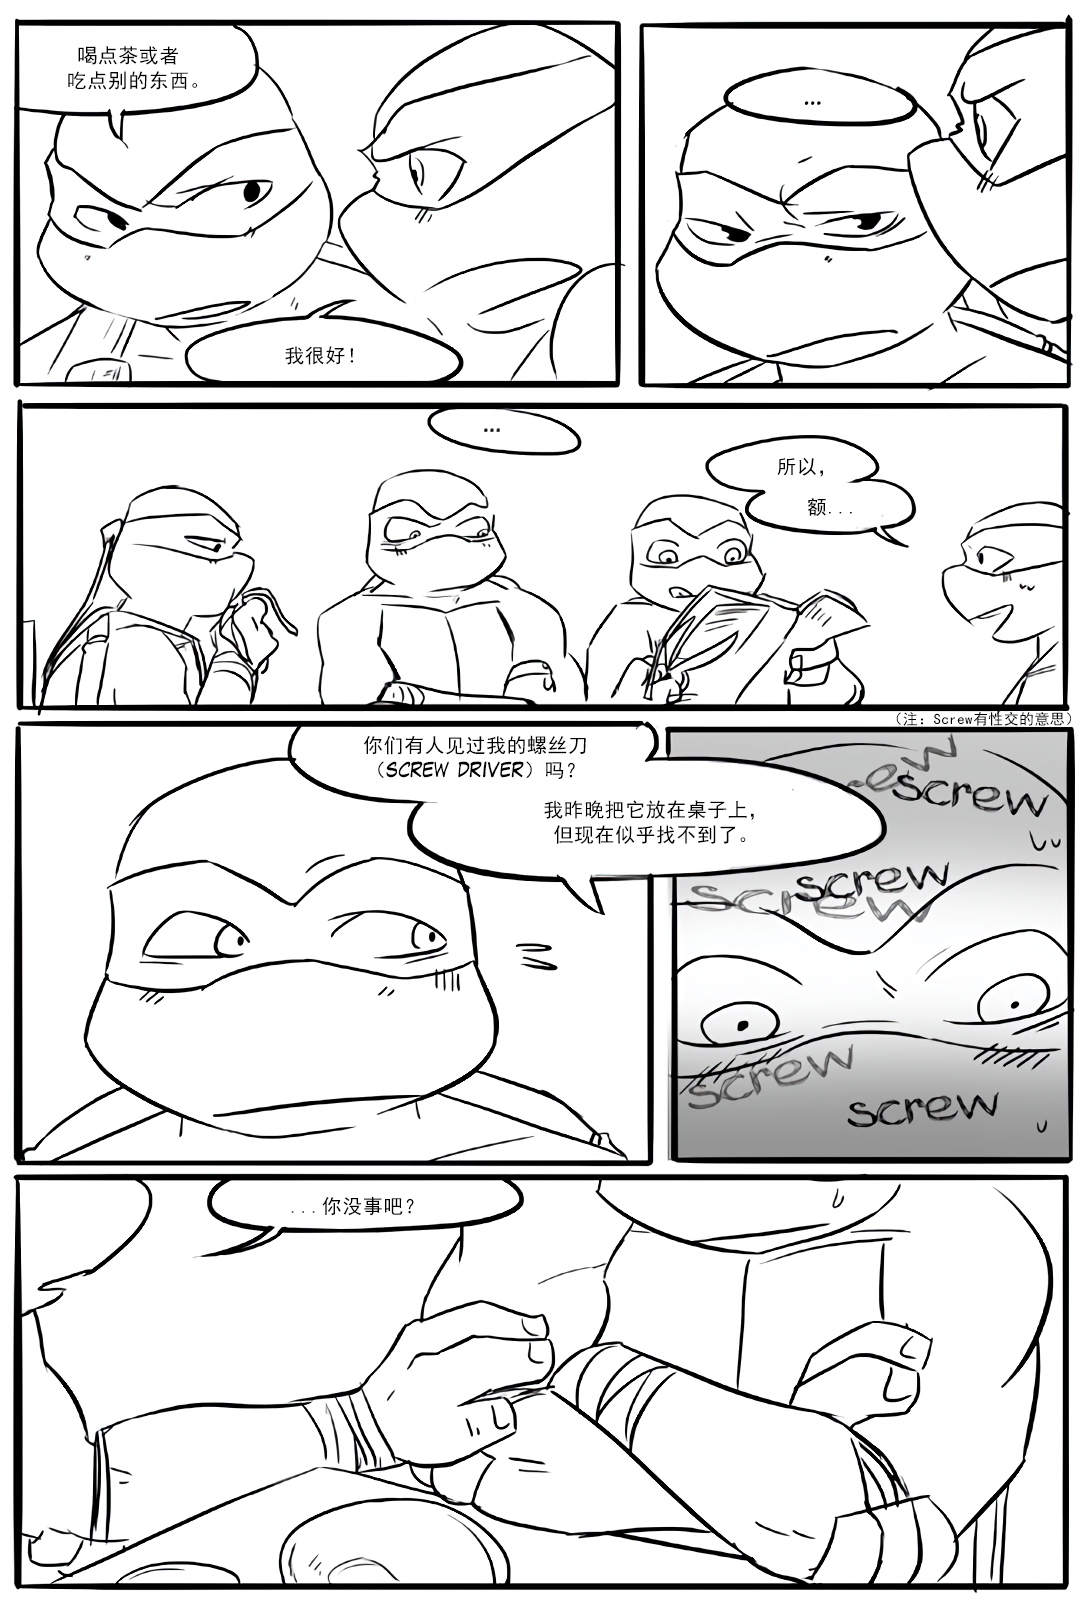 喝点茶或者
吃点别的东西。
我很好！
...
...
所以，
额...
（注：Screw有性交的意思）
你们有人见过我的螺丝刀
（SCREW DRIVER）吗？
我昨晚把它放在桌子上，
但现在似乎找不到了。
screw
screw
screw
screw
screw
screw
...你没事吧？